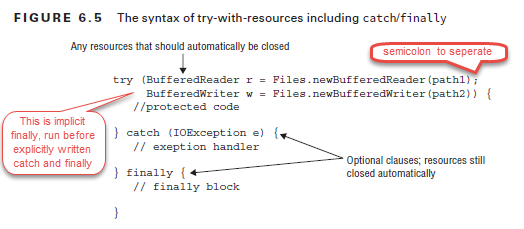 FIGURE 6.5 The syntax of try-with-resources including catch/finally
Any resources that should automatically be closed
semicolon to seperate
try (BufferedReader r = Files.newBufferedReader(path1);
BufferedWriter w = Files.newBufferedWriter(path2)) {
//protected code
This is implicit
finally, run before
explicitly written
catch and finally
} catch (IOException e) {
// exeption handler
Optional clauses; resources still
closed automatically
} finally {
// finally block
}